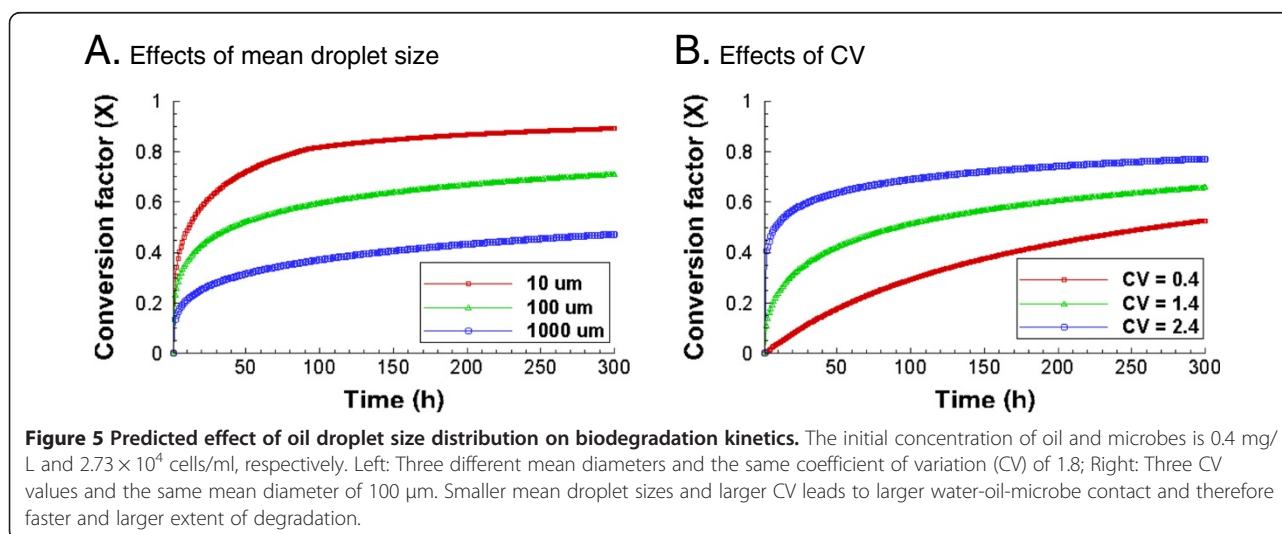 A. Effects of mean droplet size
Conversion factor (X)
1
0.8
0.6
0.4
0.2
0
50
100
150
200
250
300
Time (h)
10 um
100 um
1000 um
B. Effects of CV
Conversion factor (X)
1
0.8
0.6
0.4
0.2
0
50
100
150
200
250
300
Time (h)
CV = 0.4
CV = 1.4
CV = 2.4
Figure 5 Predicted effect of oil droplet size distribution on biodegradation kinetics. The initial concentration of oil and microbes is 0.4 mg/
L and 2.73 × 10⁴ cells/ml, respectively. Left: Three different mean diameters and the same coefficient of variation (CV) of 1.8; Right: Three CV
values and the same mean diameter of 100 μm. Smaller mean droplet sizes and larger CV leads to larger water-oil-microbe contact and therefore
faster and larger extent of degradation.